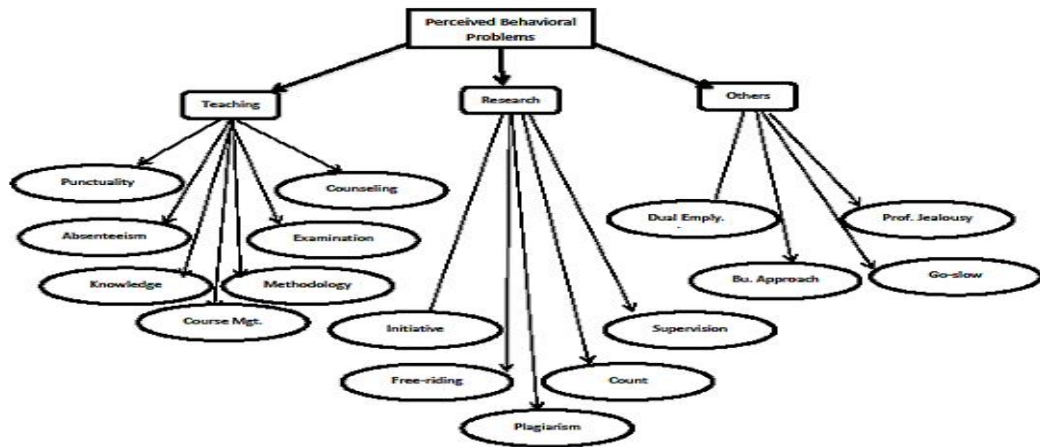 Perceived Behavioral
Problems
Teaching
Research
Others
Punctuality
Counseling
Absenteeism
Examination
Knowledge
Methodology
Course Mgt.
Initiative
Supervision
Free-riding
Count
Plagiarism
Dual Emply.
Prof. Jealousy
Bu. Approach
Go-slow